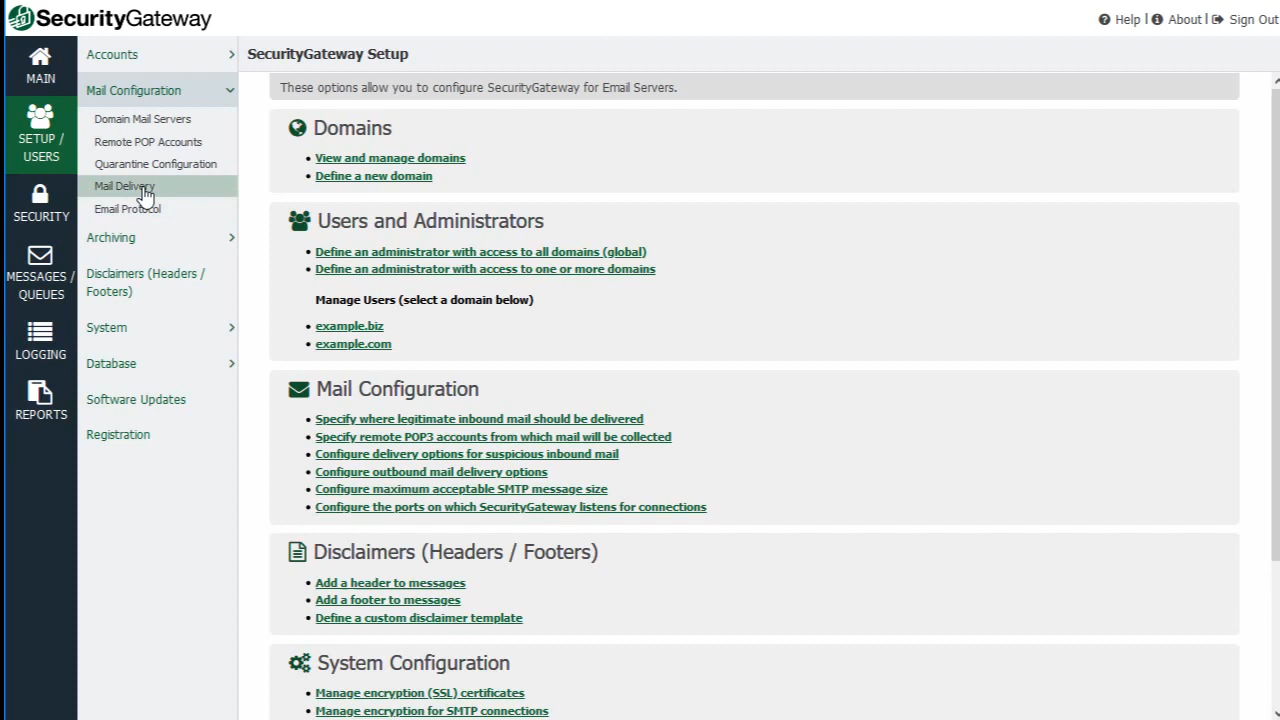 SecurityGateway
Help | About | Sign Out
MAIN
SETUP /
USERS
SECURITY
MESSAGES /
QUEUES
LOGGING
REPORTS
Accounts
Mail Configuration
Domain Mail Servers
Remote POP Accounts
Quarantine Configuration
Mail Delivery
Email Protocol
Archiving
Disclaimers (Headers /
Footers)
System
Database
Software Updates
Registration
SecurityGateway Setup
These options allow you to configure SecurityGateway for Email Servers.
Domains
• View and manage domains
• Define a new domain
Users and Administrators
• Define an administrator with access to all domains (global)
• Define an administrator with access to one or more domains
Manage Users (select a domain below)
• example.biz
• example.com
Mail Configuration
• Specify where legitimate inbound mail should be delivered
• Specify remote POP3 accounts from which mail will be collected
• Configure delivery options for suspicious inbound mail
• Configure outbound mail delivery options
• Configure maximum acceptable SMTP message size
• Configure the ports on which SecurityGateway listens for connections
Disclaimers (Headers / Footers)
• Add a header to messages
• Add a footer to messages
• Define a custom disclaimer template
System Configuration
• Manage encryption (SSL) certificates
• Manage encryption for SMTP connections